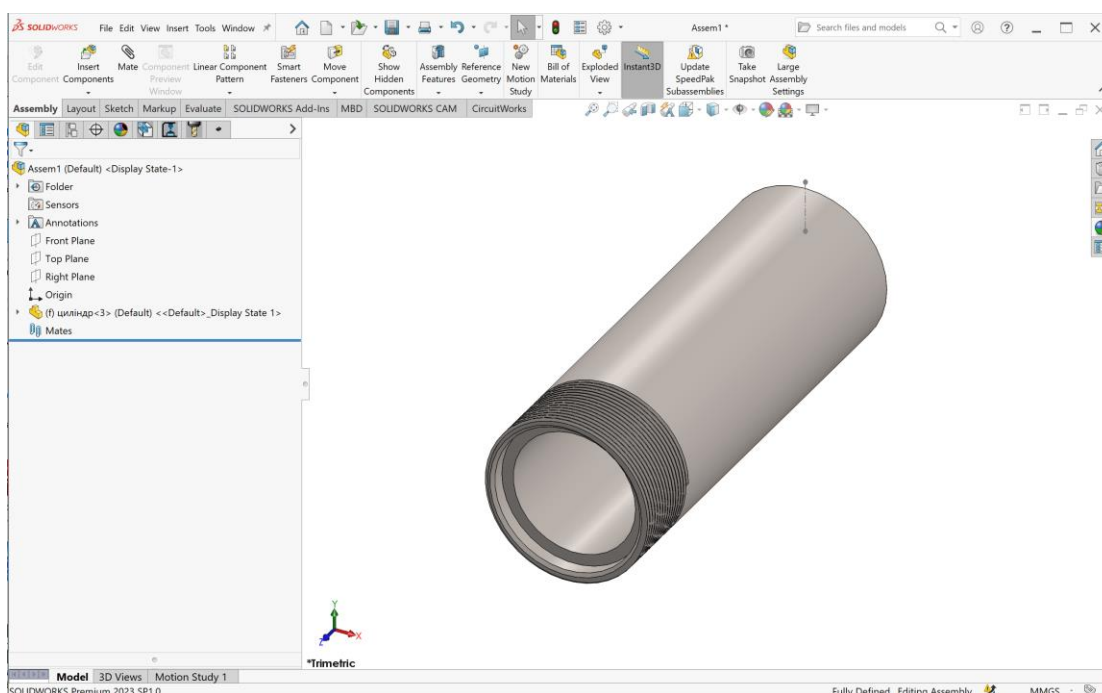 SOLIDWORKS File Edit View Insert Tools Window Assem1 * Search files and models
Edit Component Insert Components Mate Component Preview Window Linear Component Pattern Smart Fasteners Move Component Show Hidden Components Assembly Features Reference Geometry New Motion Study Bill of Materials Exploded View Instant3D Update SpeedPak Subassemblies Take Snapshot Large Assembly Settings
Assembly Layout Sketch Markup Evaluate SOLIDWORKS Add-Ins MBD SOLIDWORKS CAM CircuitWorks
Assem1 (Default) <Display State-1>
Folder
Sensors
Annotations
Front Plane
Top Plane
Right Plane
Origin
(f) циліндр<3> (Default) <<Default>_Display State 1>
Mates
Y
X
Z
*Trimetric
Model 3D Views Motion Study 1
SOLIDWORKS Premium 2023 SP1.0 Fully Defined Editing Assembly MMGS